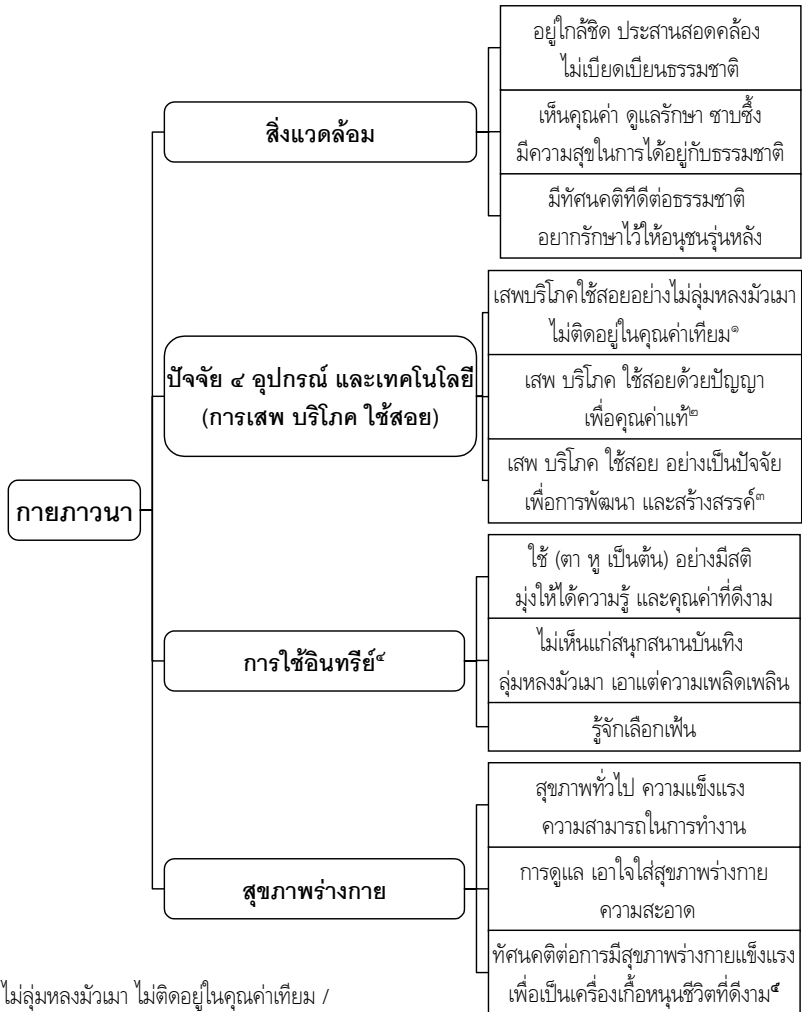 กายภาวนา
สิ่งแวดล้อม
อยู่ใกล้ชิด ประสานสอดคล้อง
ไม่เบียดเบียนธรรมชาติ
เห็นคุณค่า ดูแลรักษา ซาบซึ้ง
มีความสุขในการได้อยู่กับธรรมชาติ
มีทัศนคติที่ดีต่อธรรมชาติ
อยากรักษาไว้ให้อนุชนรุ่นหลัง
ปัจจัย ๔ อุปกรณ์ และเทคโนโลยี
(การเสพ บริโภค ใช้สอย)
เสพบริโภคใช้สอยอย่างไม่ลุ่มหลงมัวเมา
ไม่ติดอยู่ในคุณค่าเทียม๑
เสพ บริโภค ใช้สอยด้วยปัญญา
เพื่อคุณค่าแท้๒
เสพ บริโภค ใช้สอย อย่างเป็นปัจจัย
เพื่อการพัฒนา และสร้างสรรค์๓
การใช้อินทรีย์๔
ใช้ (ตา หู เป็นต้น) อย่างมีสติ
มุ่งให้ได้ความรู้ และคุณค่าที่ดีงาม
ไม่เห็นแก่สนุกสนานบันเทิง
ลุ่มหลงมัวเมา เอาแต่ความเพลิดเพลิน
รู้จักเลือกเฟ้น
สุขภาพร่างกาย
สุขภาพทั่วไป ความแข็งแรง
ความสามารถในการทำงาน
การดูแล เอาใจใส่สุขภาพร่างกาย
ความสะอาด
ทัศนคติต่อการมีสุขภาพร่างกายแข็งแรง
เพื่อเป็นเครื่องเกื้อหนุนชีวิตที่ดีงาม๕
ไม่ลุ่มหลงมัวเมา ไม่ติดอยู่ในคุณค่าเทียม /